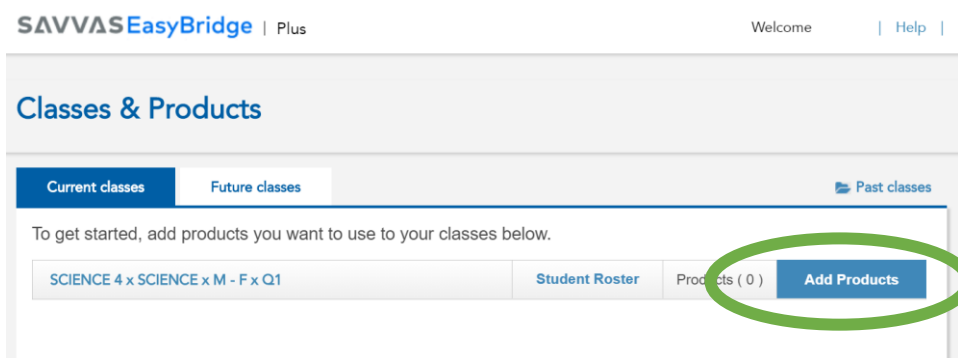 SAVVAS EasyBridge | Plus
Welcome | Help |
Classes & Products
Current classes
Future classes
Past classes
To get started, add products you want to use to your classes below.
SCIENCE 4 x SCIENCE x M - F x Q1
Student Roster
Products ( 0 )
Add Products